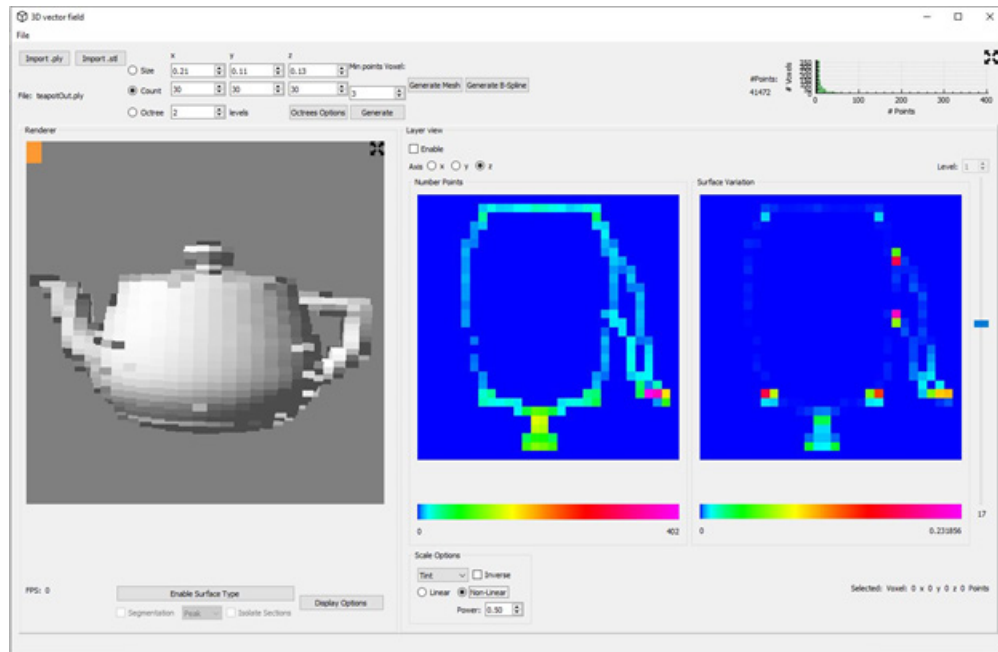 3D vector field
File
Import .ply Import .stl
x y z
Size 0.21 0.11 0.13 Min points Voxel:
Count 30 30 30 3
Generate Mesh Generate B-Spline
File: teapotOut.ply
Octree 2 levels Octrees Options Generate
#Points:
41472
# Voxels
0 100 200 300 400
# Points
Renderer
Layer view
Enable
Axis x y z
Level: 1
Number Points
Surface Variation
0 402
0 0.231856
17
Scale Options
Tint Inverse
Linear Non-Linear
Power: 0.50
FPS: 0
Enable Surface Type
Segmentation Peak Isolate Sections
Display Options
Selected: Voxel: 0 x 0 y 0 z 0 Points